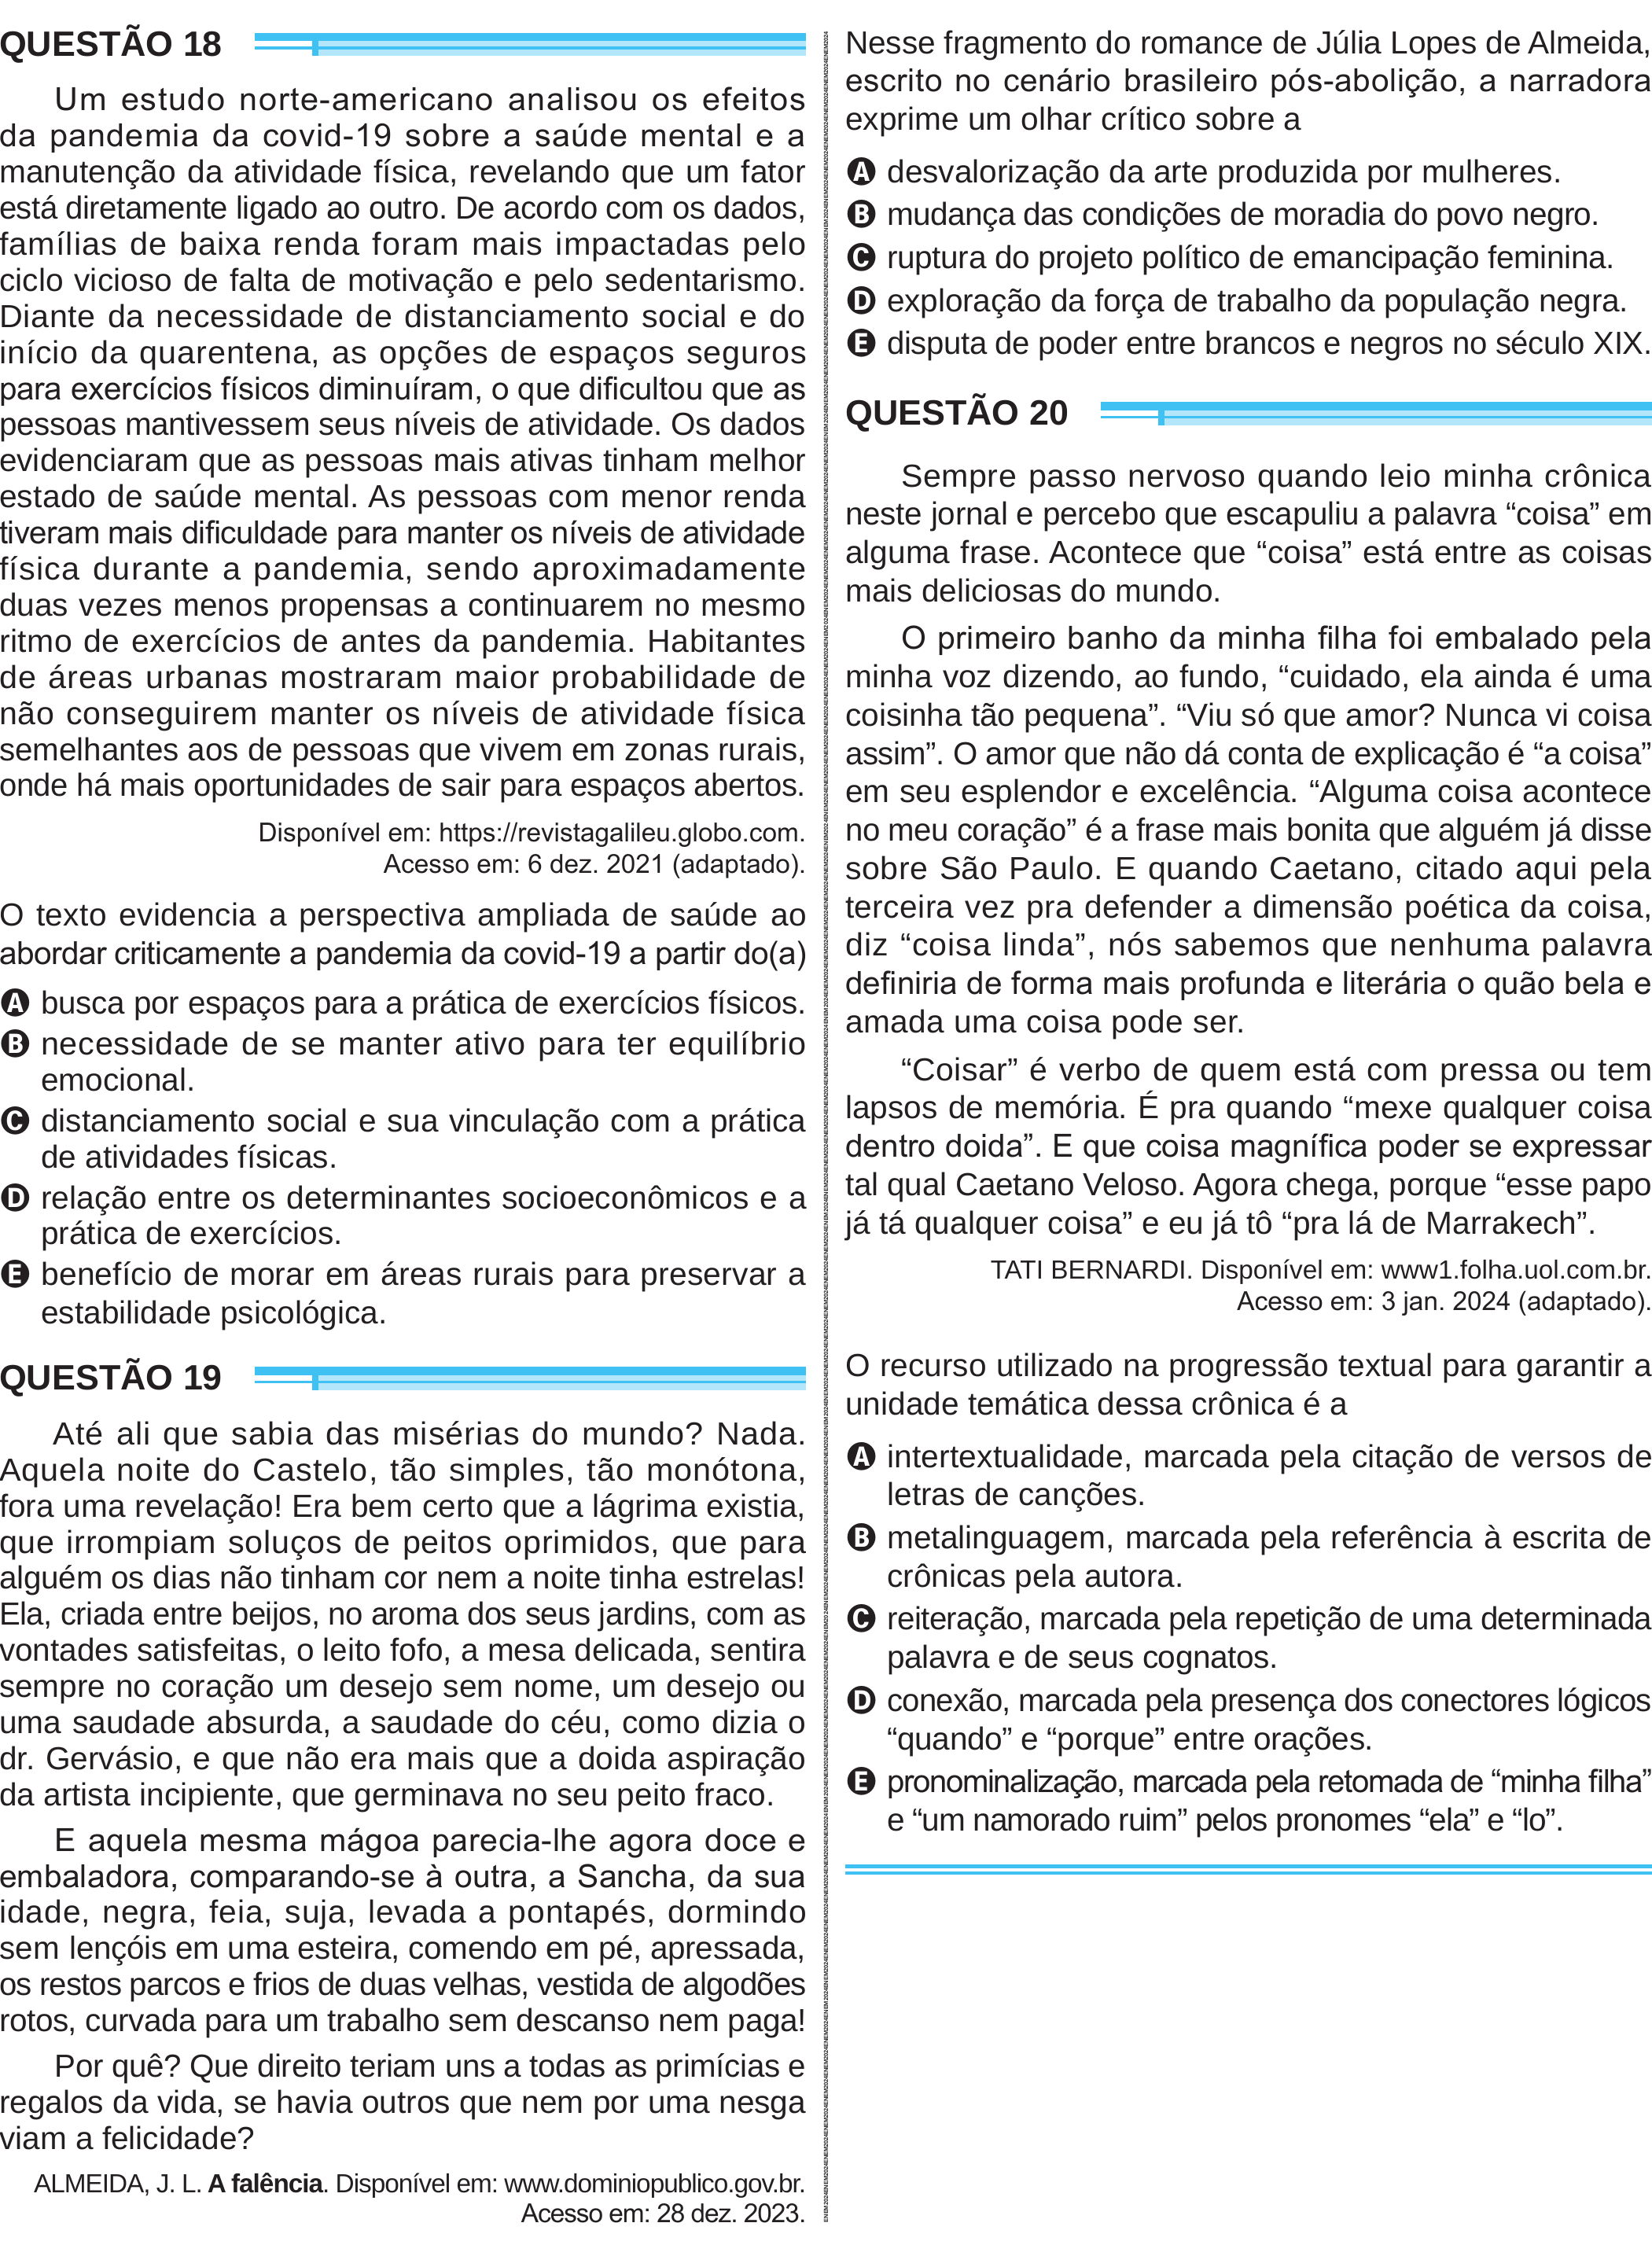 QUESTÃO 18
Um estudo norte-americano analisou os efeitos
da pandemia da covid-19 sobre a saúde mental e a
manutenção da atividade física, revelando que um fator
está diretamente ligado ao outro. De acordo com os dados,
famílias de baixa renda foram mais impactadas pelo
ciclo vicioso de falta de motivação e pelo sedentarismo.
Diante da necessidade de distanciamento social e do
início da quarentena, as opções de espaços seguros
para exercícios físicos diminuíram, o que dificultou que as
pessoas mantivessem seus níveis de atividade. Os dados
evidenciaram que as pessoas mais ativas tinham melhor
estado de saúde mental. As pessoas com menor renda
tiveram mais dificuldade para manter os níveis de atividade
física durante a pandemia, sendo aproximadamente
duas vezes menos propensas a continuarem no mesmo
ritmo de exercícios de antes da pandemia. Habitantes
de áreas urbanas mostraram maior probabilidade de
não conseguirem manter os níveis de atividade física
semelhantes aos de pessoas que vivem em zonas rurais,
onde há mais oportunidades de sair para espaços abertos.
Disponível em: https://revistagalileu.globo.com.
Acesso em: 6 dez. 2021 (adaptado).
O texto evidencia a perspectiva ampliada de saúde ao
abordar criticamente a pandemia da covid-19 a partir do(a)
A busca por espaços para a prática de exercícios físicos.
B necessidade de se manter ativo para ter equilíbrio
emocional.
C distanciamento social e sua vinculação com a prática
de atividades físicas.
D relação entre os determinantes socioeconômicos e a
prática de exercícios.
E benefício de morar em áreas rurais para preservar a
estabilidade psicológica.
QUESTÃO 19
Até ali que sabia das misérias do mundo? Nada.
Aquela noite do Castelo, tão simples, tão monótona,
fora uma revelação! Era bem certo que a lágrima existia,
que irrompiam soluços de peitos oprimidos, que para
alguém os dias não tinham cor nem a noite tinha estrelas!
Ela, criada entre beijos, no aroma dos seus jardins, com as
vontades satisfeitas, o leito fofo, a mesa delicada, sentira
sempre no coração um desejo sem nome, um desejo ou
uma saudade absurda, a saudade do céu, como dizia o
dr. Gervásio, e que não era mais que a doida aspiração
da artista incipiente, que germinava no seu peito fraco.
E aquela mesma mágoa parecia-lhe agora doce e
embaladora, comparando-se à outra, a Sancha, da sua
idade, negra, feia, suja, levada a pontapés, dormindo
sem lençóis em uma esteira, comendo em pé, apressada,
os restos parcos e frios de duas velhas, vestida de algodões
rotos, curvada para um trabalho sem descanso nem paga!
Por quê? Que direito teriam uns a todas as primícias e
regalos da vida, se havia outros que nem por uma nesga
viam a felicidade?
ALMEIDA, J. L. A falência. Disponível em: www.dominiopublico.gov.br.
Acesso em: 28 dez. 2023.
Nesse fragmento do romance de Júlia Lopes de Almeida,
escrito no cenário brasileiro pós-abolição, a narradora
exprime um olhar crítico sobre a
A desvalorização da arte produzida por mulheres.
B mudança das condições de moradia do povo negro.
C ruptura do projeto político de emancipação feminina.
D exploração da força de trabalho da população negra.
E disputa de poder entre brancos e negros no século XIX.
QUESTÃO 20
Sempre passo nervoso quando leio minha crônica
neste jornal e percebo que escapuliu a palavra “coisa” em
alguma frase. Acontece que “coisa” está entre as coisas
mais deliciosas do mundo.
O primeiro banho da minha filha foi embalado pela
minha voz dizendo, ao fundo, “cuidado, ela ainda é uma
coisinha tão pequena”. “Viu só que amor? Nunca vi coisa
assim”. O amor que não dá conta de explicação é “a coisa”
em seu esplendor e excelência. “Alguma coisa acontece
no meu coração” é a frase mais bonita que alguém já disse
sobre São Paulo. E quando Caetano, citado aqui pela
terceira vez pra defender a dimensão poética da coisa,
diz “coisa linda”, nós sabemos que nenhuma palavra
definiria de forma mais profunda e literária o quão bela e
amada uma coisa pode ser.
“Coisar” é verbo de quem está com pressa ou tem
lapsos de memória. É pra quando “mexe qualquer coisa
dentro doida”. E que coisa magnífica poder se expressar
tal qual Caetano Veloso. Agora chega, porque “esse papo
já tá qualquer coisa” e eu já tô “pra lá de Marrakech”.
TATI BERNARDI. Disponível em: www1.folha.uol.com.br.
Acesso em: 3 jan. 2024 (adaptado).
O recurso utilizado na progressão textual para garantir a
unidade temática dessa crônica é a
A intertextualidade, marcada pela citação de versos de
letras de canções.
B metalinguagem, marcada pela referência à escrita de
crônicas pela autora.
C reiteração, marcada pela repetição de uma determinada
palavra e de seus cognatos.
D conexão, marcada pela presença dos conectores lógicos
“quando” e “porque” entre orações.
E pronominalização, marcada pela retomada de “minha filha”
e “um namorado ruim” pelos pronomes “ela” e “lo”.